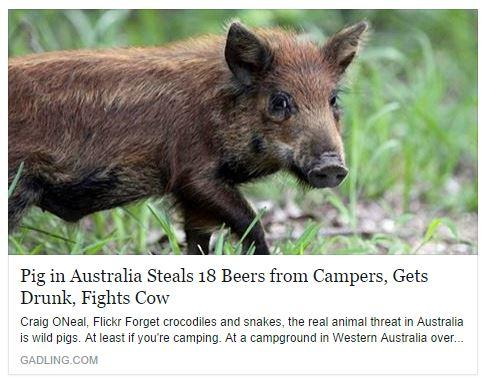 Pig in Australia Steals 18 Beers from Campers, Gets
Drunk, Fights Cow
Craig ONeal, Flickr Forget crocodiles and snakes, the real animal threat in Australia
is wild pigs. At least if you're camping. At a campground in Western Australia over...
GADLING.COM